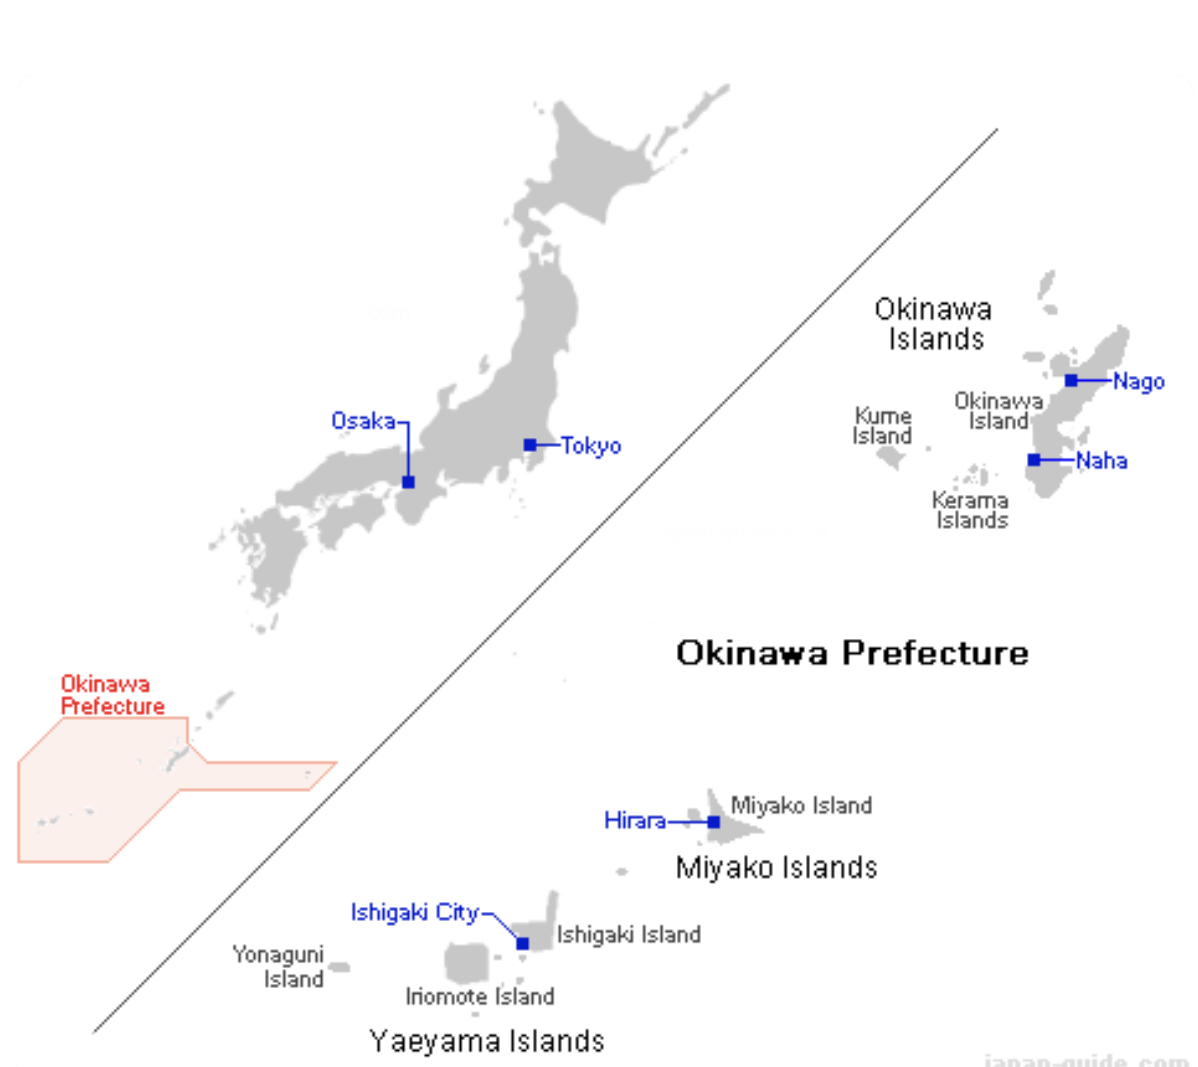 Osaka
Tokyo
Okinawa
Prefecture
Okinawa
Islands
Nago
Okinawa
Island
Kume
Island
Naha
Kerama
Islands
Okinawa Prefecture
Miyako Island
Hirara
Miyako Islands
Ishigaki City
Ishigaki Island
Yonaguni
Island
Iriomote Island
Yaeyama Islands
japan-guide.com